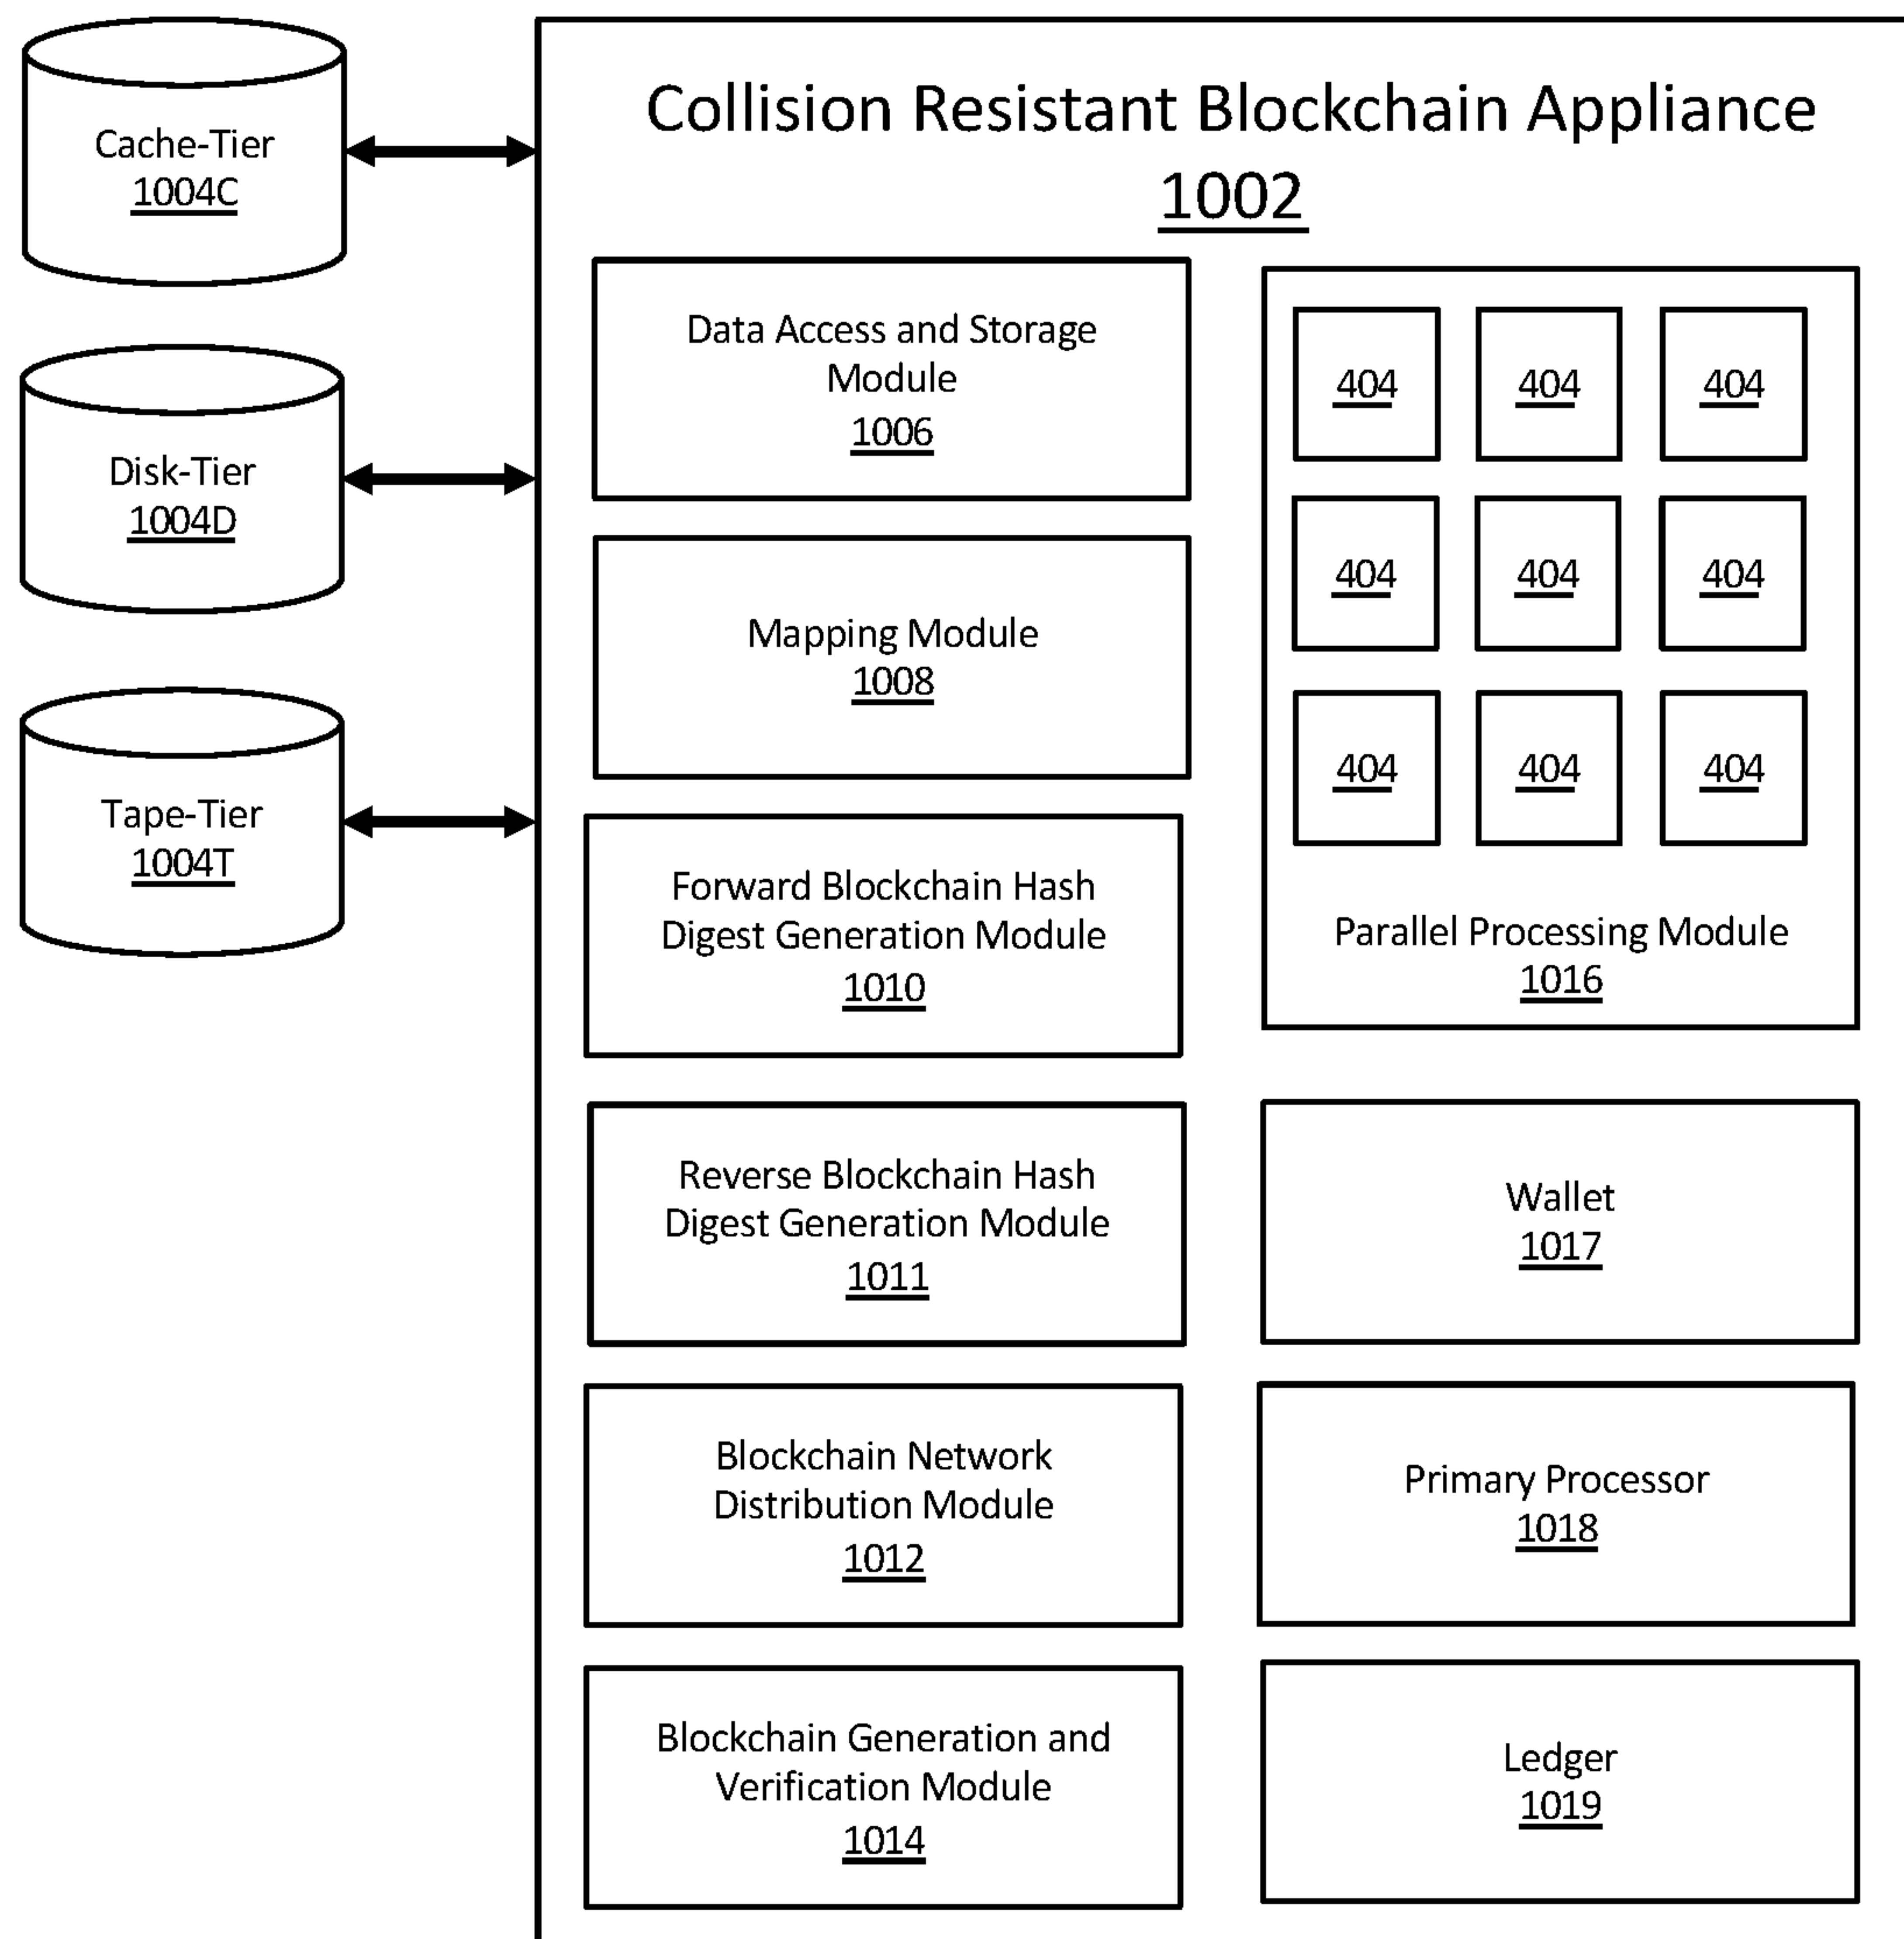 Cache-Tier
1004C
Disk-Tier
1004D
Tape-Tier
1004T
Collision Resistant Blockchain Appliance
1002
Data Access and Storage
Module
1006
Mapping Module
1008
Forward Blockchain Hash
Digest Generation Module
1010
Reverse Blockchain Hash
Digest Generation Module
1011
Blockchain Network
Distribution Module
1012
Blockchain Generation and
Verification Module
1014
404 404 404
404 404 404
404 404 404
Parallel Processing Module
1016
Wallet
1017
Primary Processor
1018
Ledger
1019